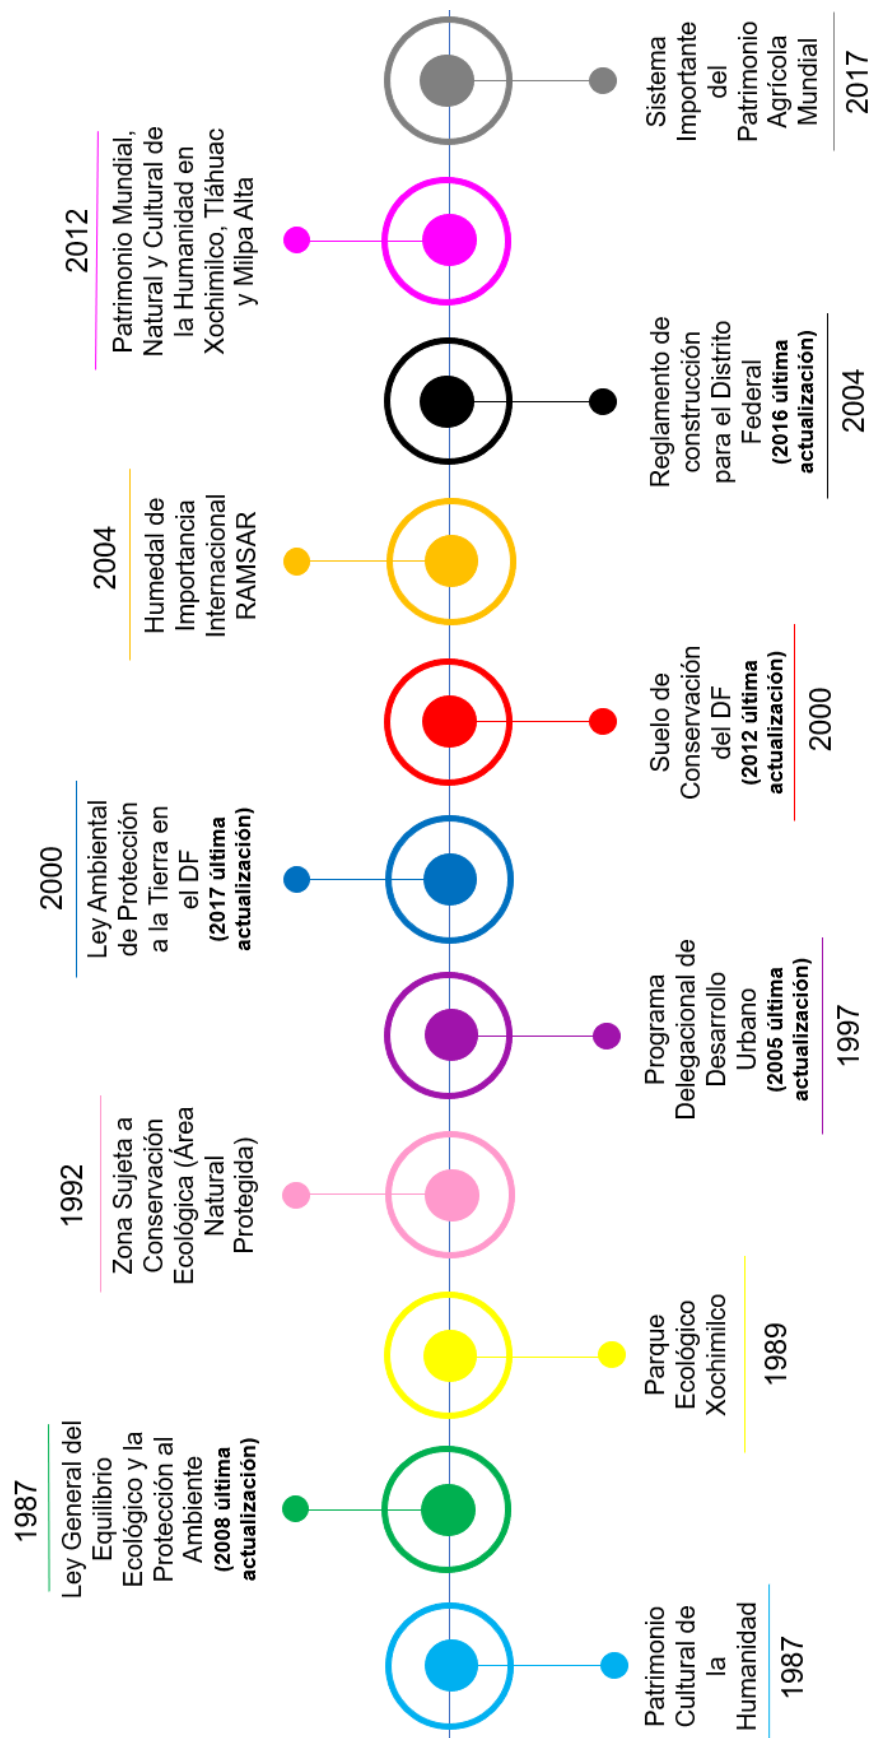 1987
Ley General del
Equilibrio
Ecológico y la
Protección al
Ambiente
(2008 última
actualización)
1992
Zona Sujeta a
Conservación
Ecológica (Área
Natural
Protegida)
2000
Ley Ambiental
de Protección
a la Tierra en
el DF
(2017 última
actualización)
2004
Humedal de
Importancia
Internacional
RAMSAR
2012
Patrimonio Mundial,
Natural y Cultural de
la Humanidad en
Xochimilco, Tláhuac
y Milpa Alta
Patrimonio
Cultural de
la
Humanidad
1987
Parque
Ecológico
Xochimilco
1989
Programa
Delegacional de
Desarrollo
Urbano
(2005 última
actualización)
1997
Suelo de
Conservación
del DF
(2012 última
actualización)
2000
Reglamento de
construcción
para el Distrito
Federal
(2016 última
actualización)
2004
Sistema
Importante
del
Patrimonio
Agrícola
Mundial
2017